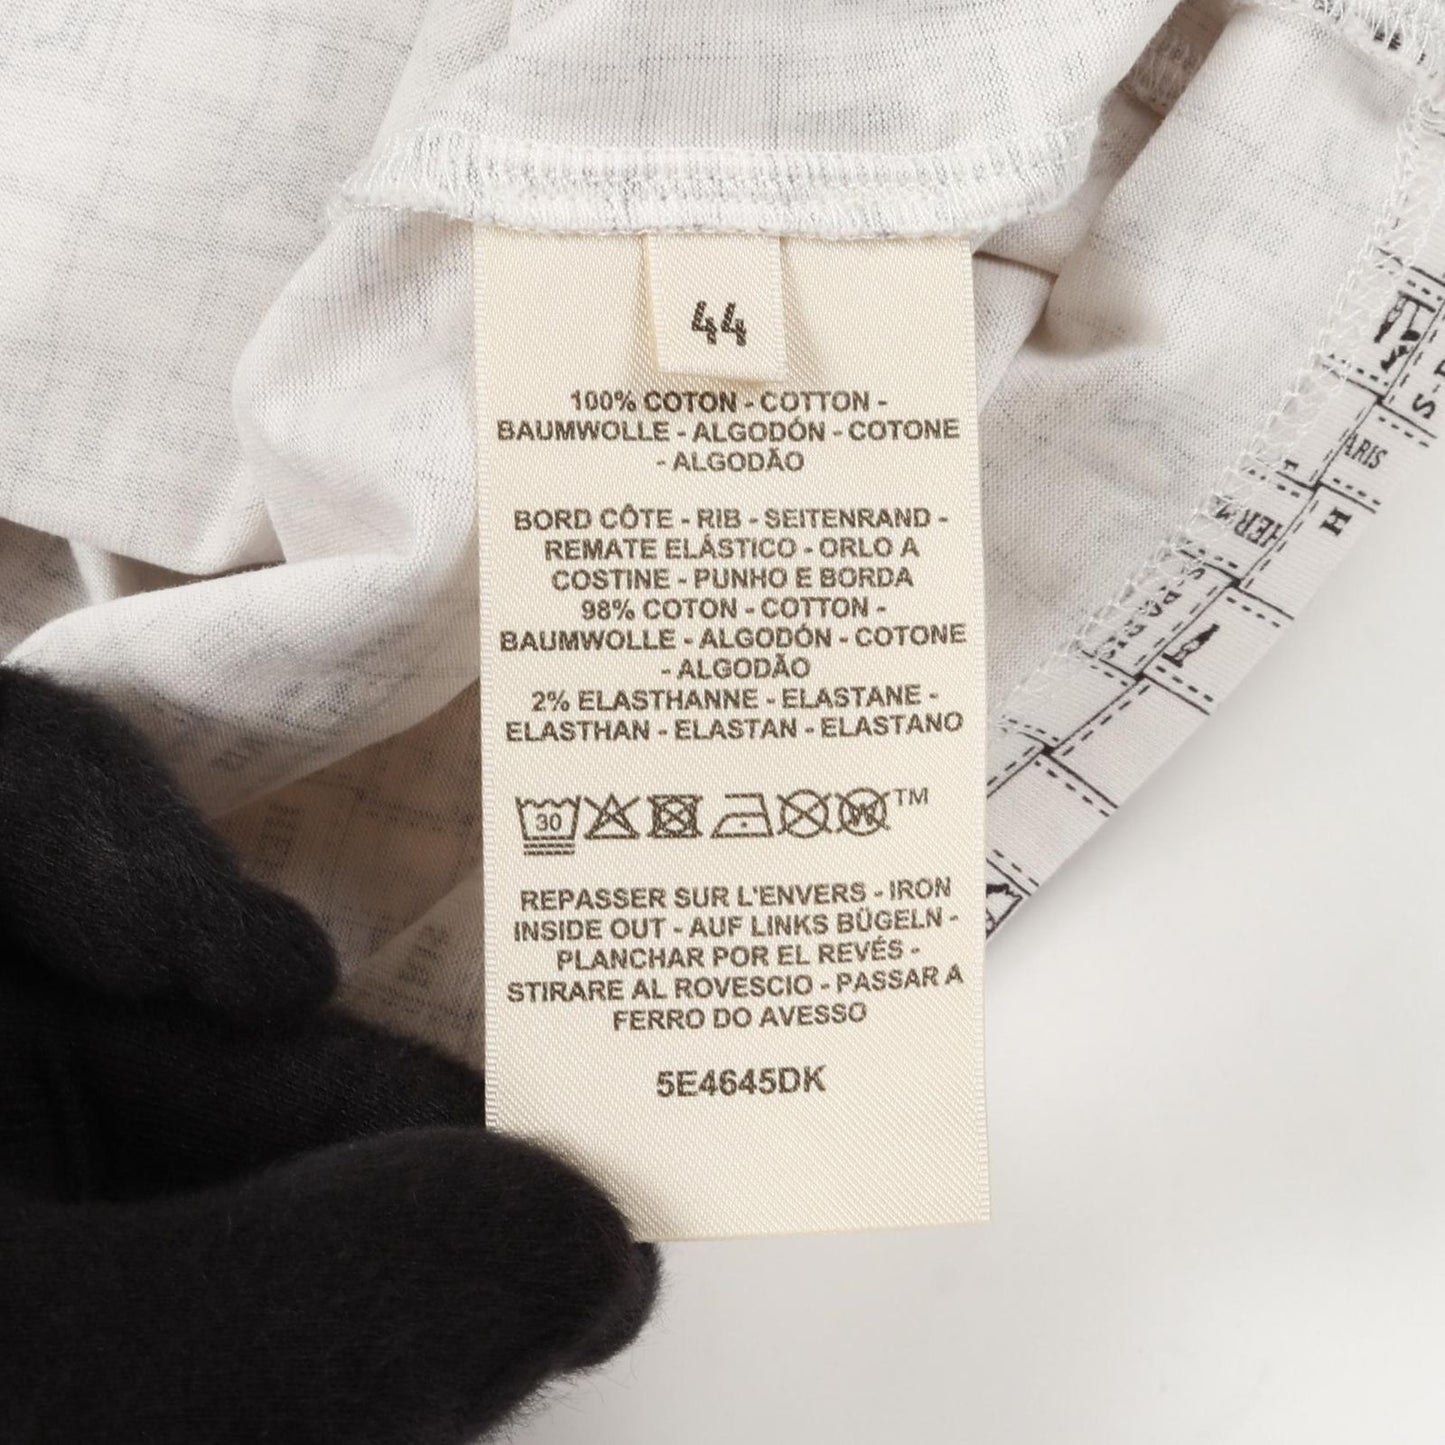 44
100% COTON - COTTON -
BAUMWOLLE - ALGODÓN - COTONE
- ALGODÃO
BORD CÔTE - RIB - SEITENRAND -
REMATE ELÁSTICO - ORLO A
COSTINE - PUNHO E BORDA
98% COTON - COTTON -
BAUMWOLLE - ALGODÓN - COTONE
- ALGODÃO
2% ELASTHANNE - ELASTANE -
ELASTHAN - ELASTAN - ELASTANO
30 W TM
REPASSER SUR L'ENVERS - IRON
INSIDE OUT - AUF LINKS BÜGELN -
PLANCHAR POR EL REVÉS -
STIRARE AL ROVESCIO - PASSAR A
FERRO DO AVESSO
5E4645DK
S
ARIS
H
HERM